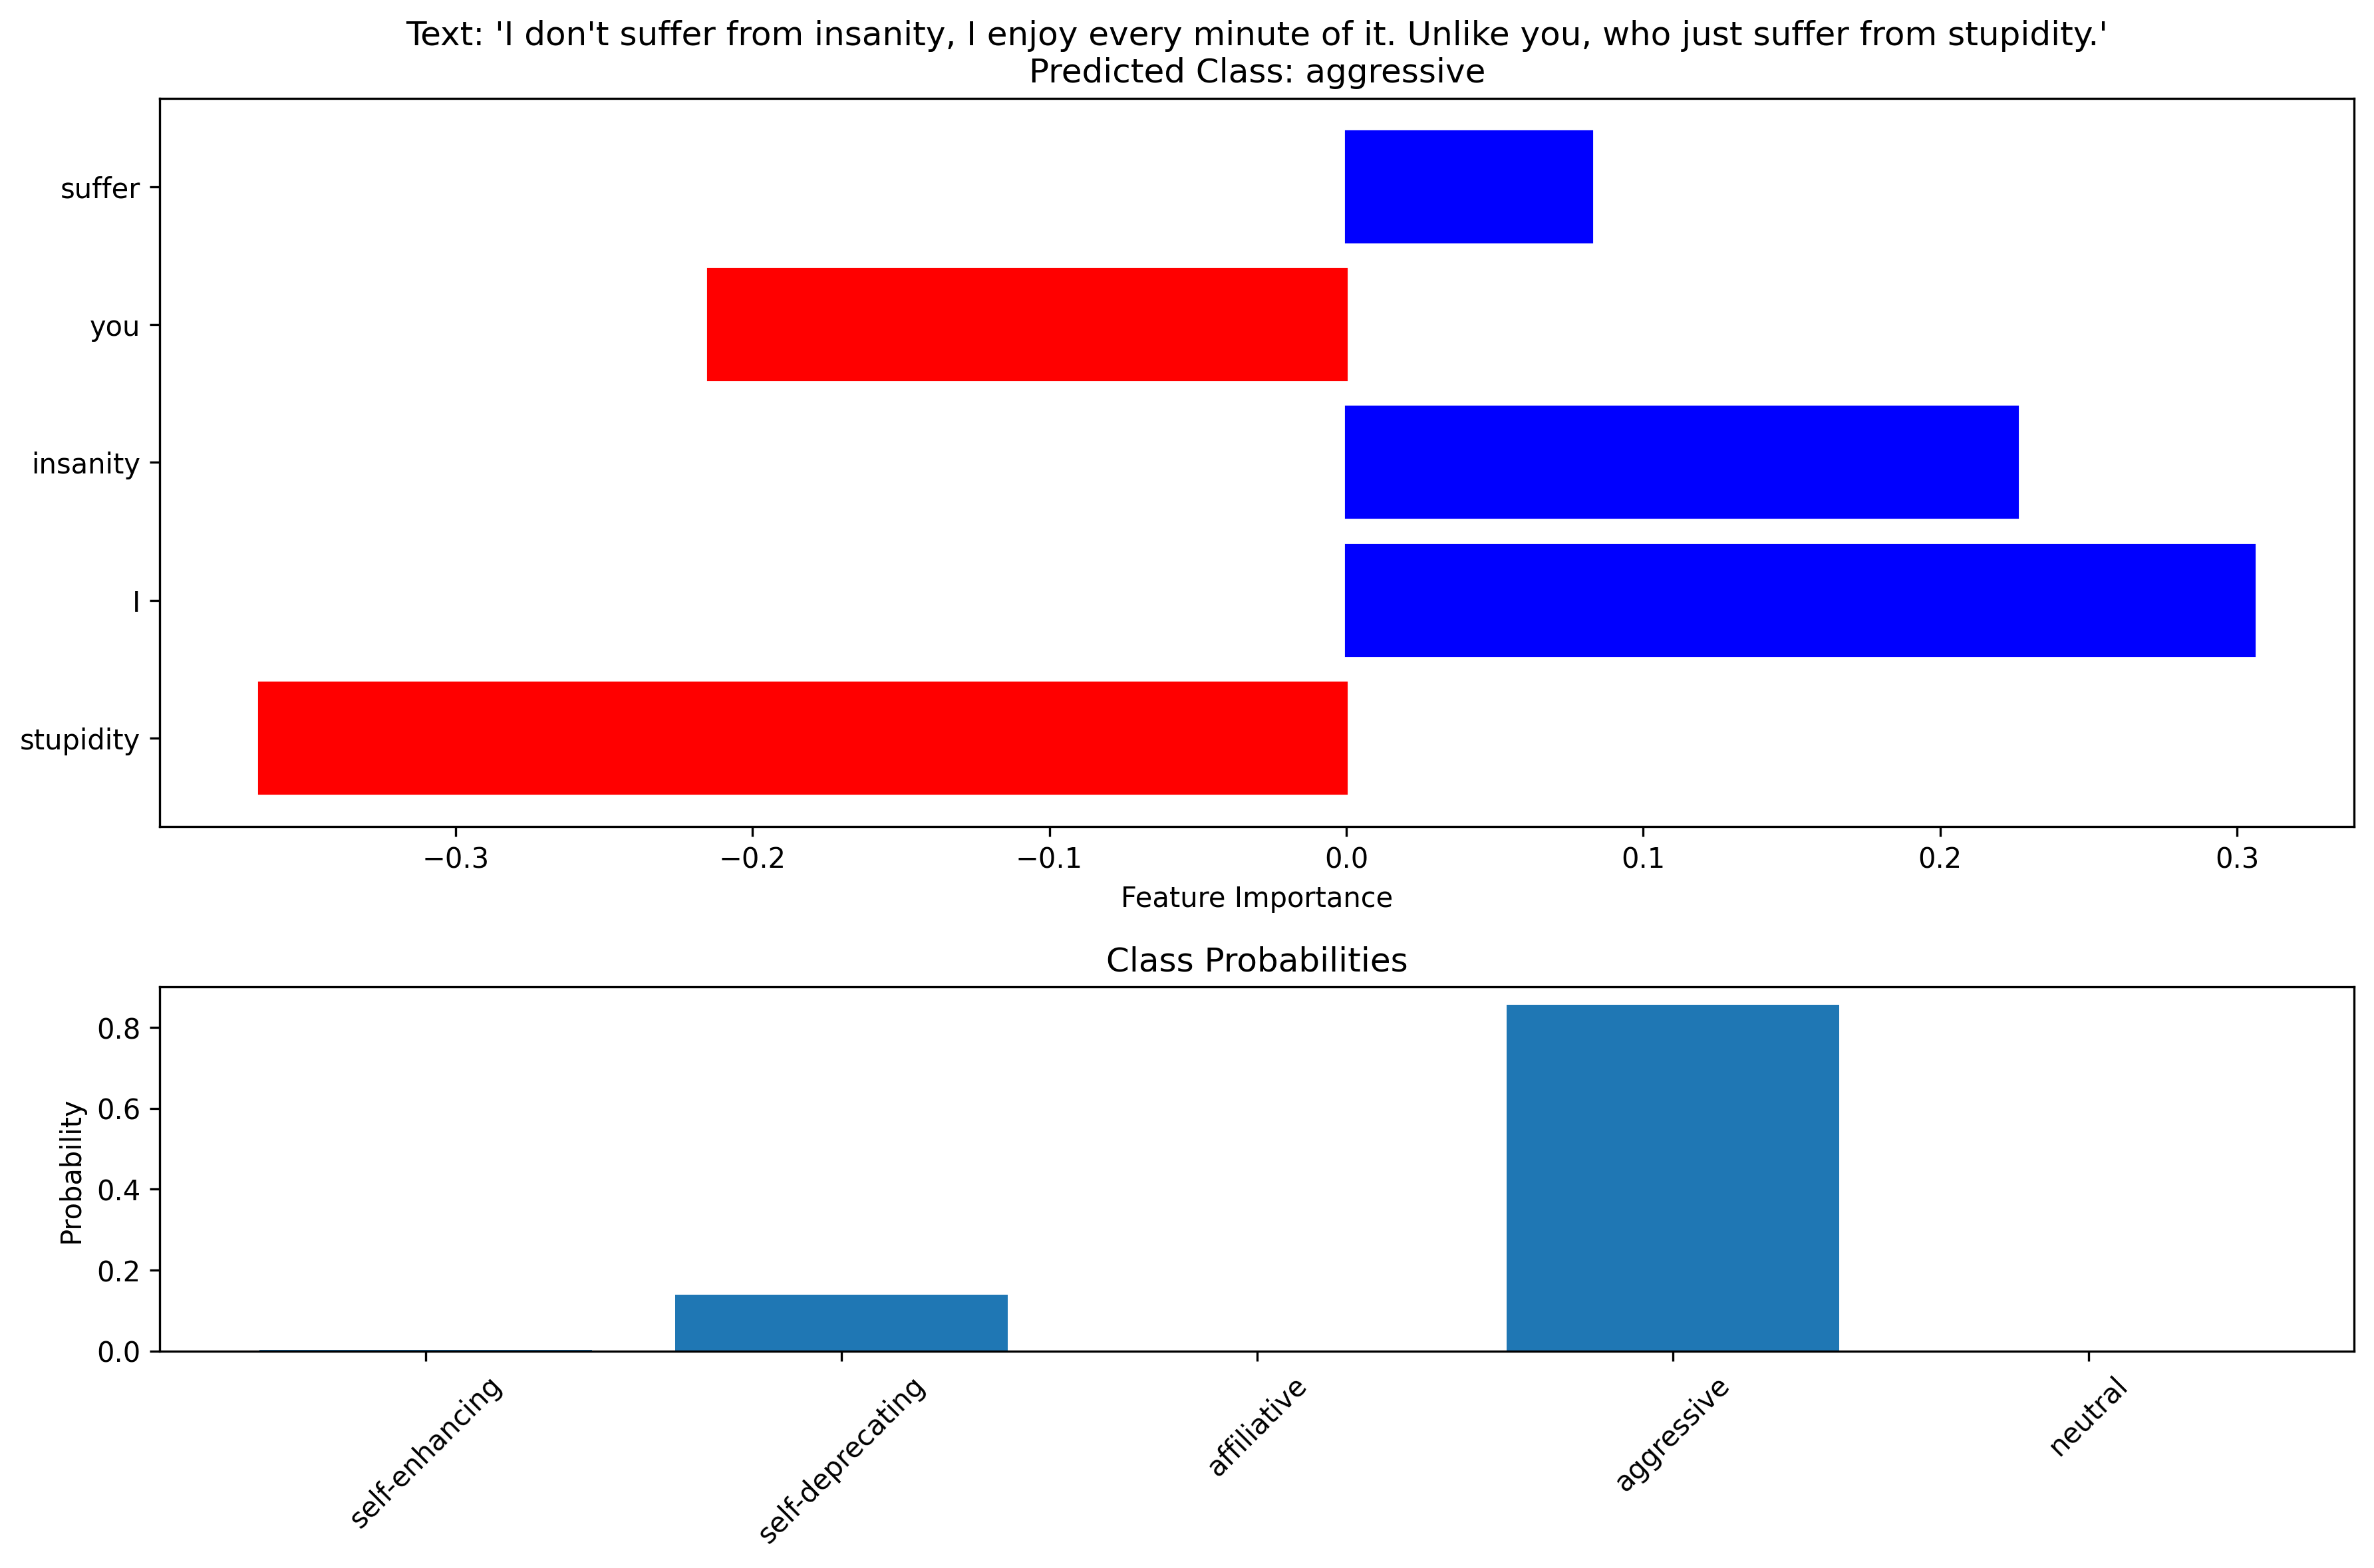 Text: 'I don't suffer from insanity, I enjoy every minute of it. Unlike you, who just suffer from stupidity.'
Predicted Class: aggressive
suffer
you
insanity
I
stupidity
−0.3 −0.2 −0.1 0.0 0.1 0.2 0.3
Feature Importance
Class Probabilities
Probability
0.8
0.6
0.4
0.2
0.0
self-enhancing self-deprecating affiliative aggressive neutral